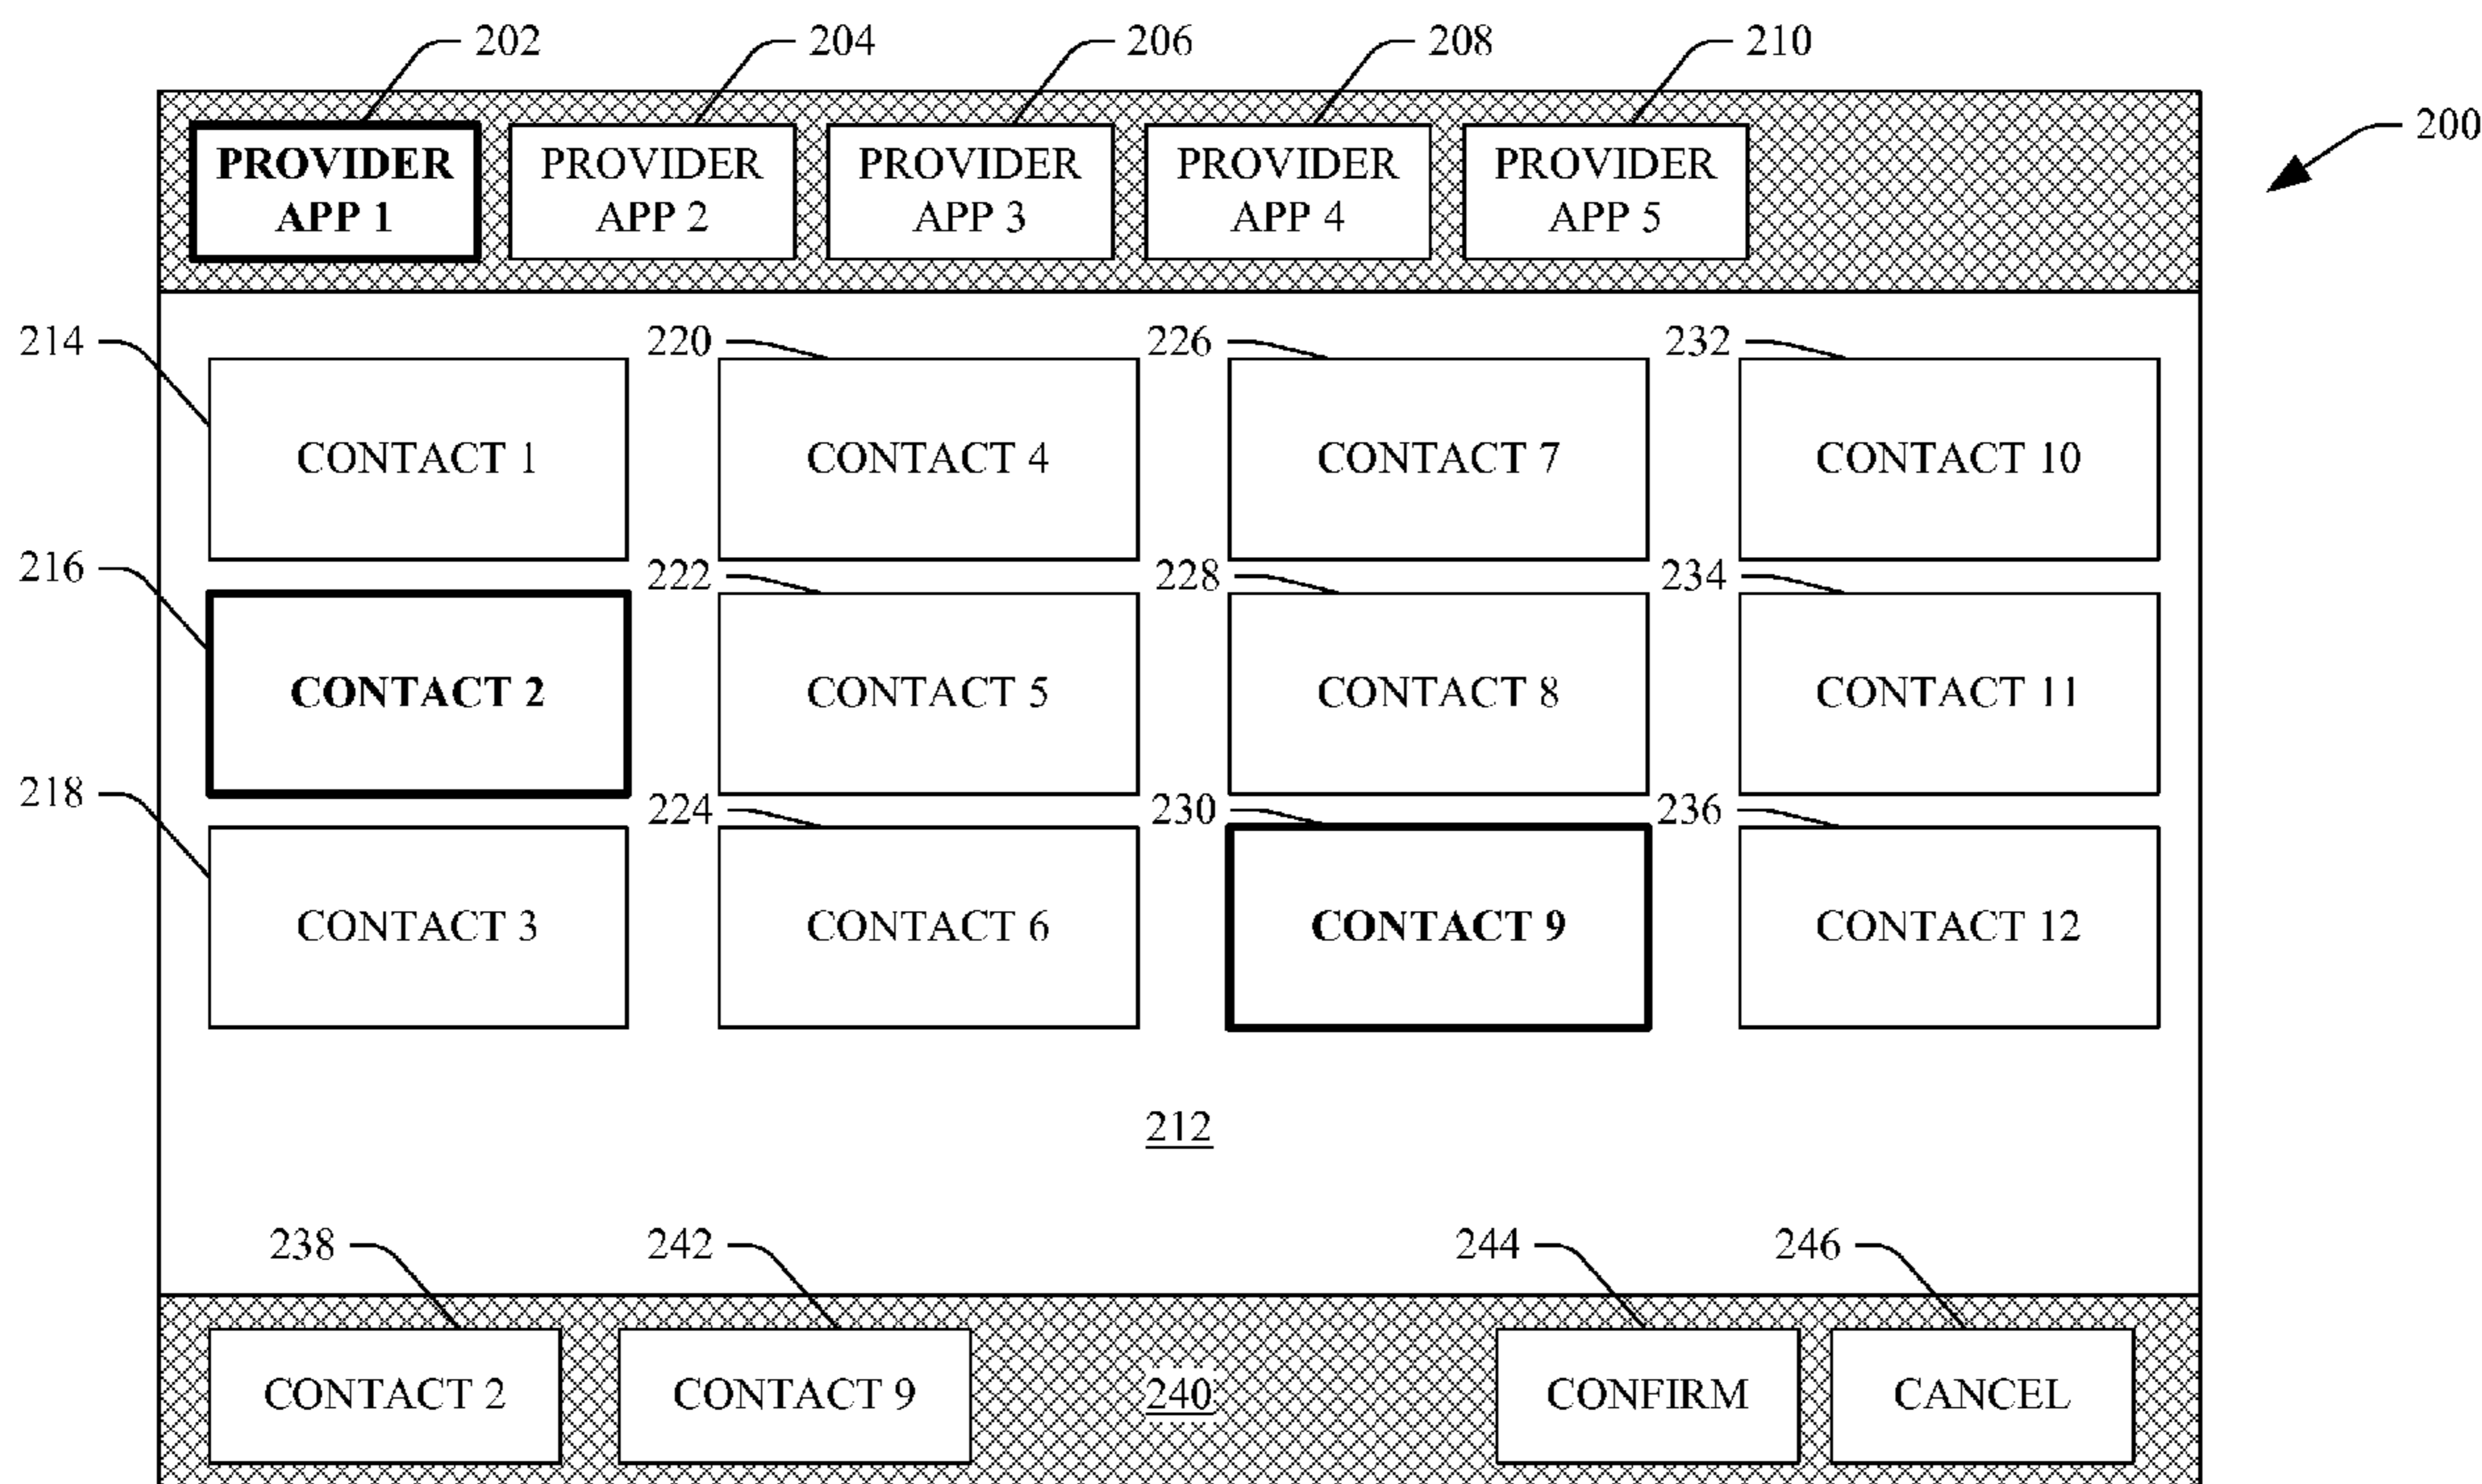 202 204 206 208 210
200
PROVIDER APP 1
PROVIDER APP 2
PROVIDER APP 3
PROVIDER APP 4
PROVIDER APP 5
214 220 226 232
CONTACT 1 CONTACT 4 CONTACT 7 CONTACT 10
216 222 228 234
CONTACT 2 CONTACT 5 CONTACT 8 CONTACT 11
218 224 230 236
CONTACT 3 CONTACT 6 CONTACT 9 CONTACT 12
212
238 242 244 246
CONTACT 2 CONTACT 9 240 CONFIRM CANCEL